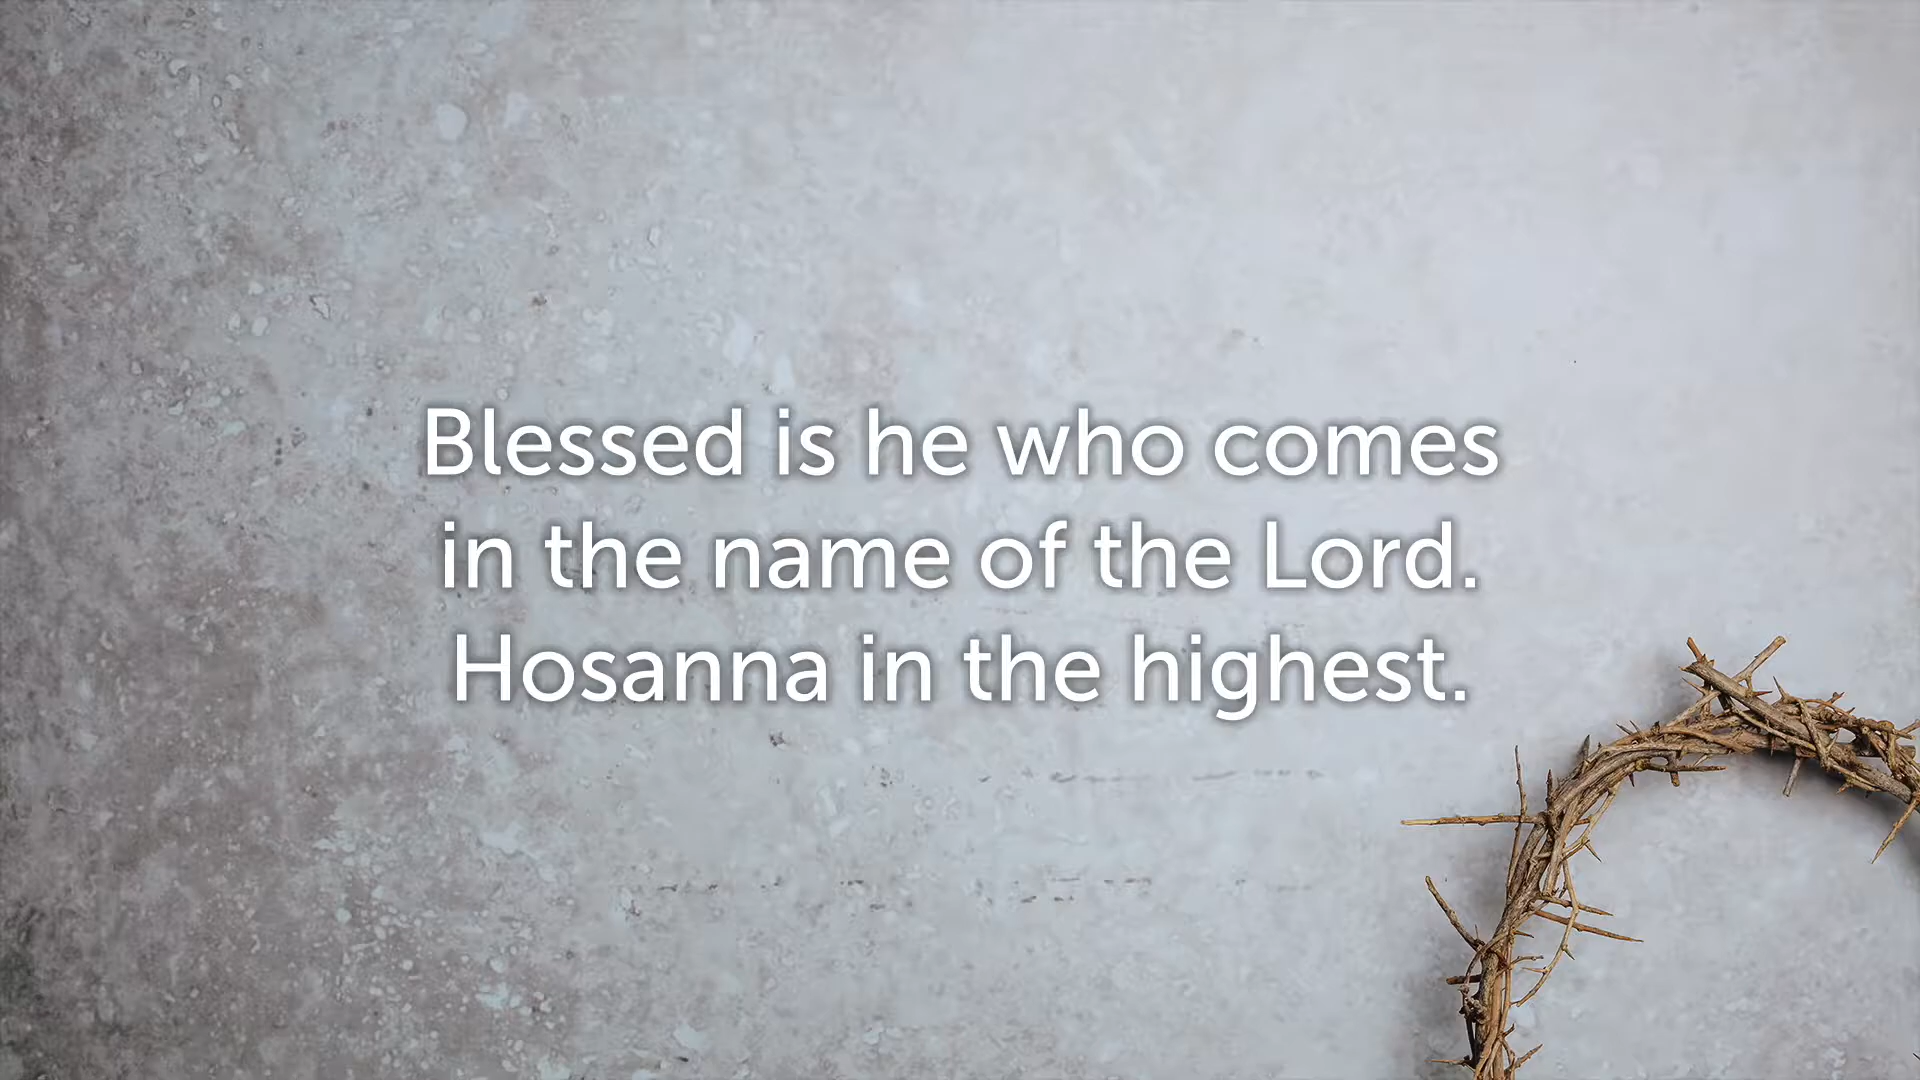 Blessed is he who comes
in the name of the Lord.
Hosanna in the highest.